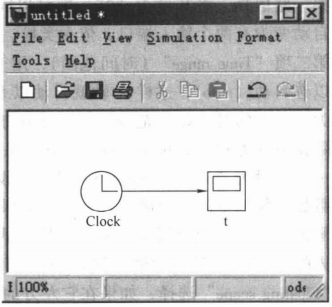 untitled *
File Edit View Simulation Format
Tools Help
Clock
t
100%
ode